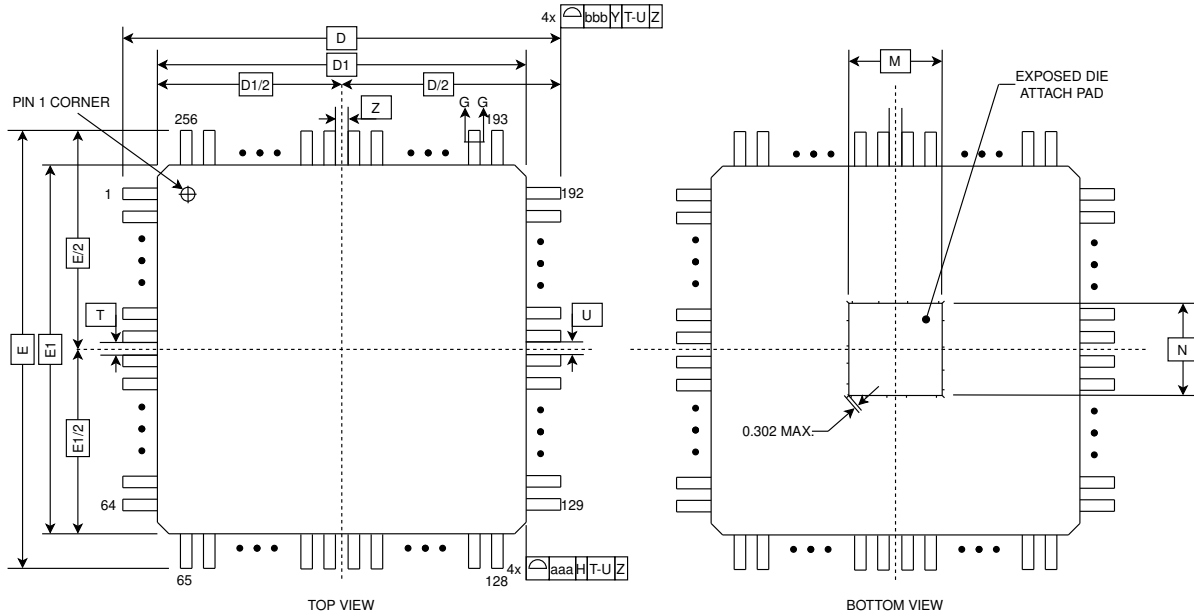 4x bbb Y T-U Z
D
D1
M
D1/2 D/2
EXPOSED DIE
ATTACH PAD
PIN 1 CORNER
Z
G G
256 193
1 192
E/2
T U
E E1
N
E1/2
0.302 MAX.
64 129
65 128
4x aaa H T-U Z
TOP VIEW BOTTOM VIEW